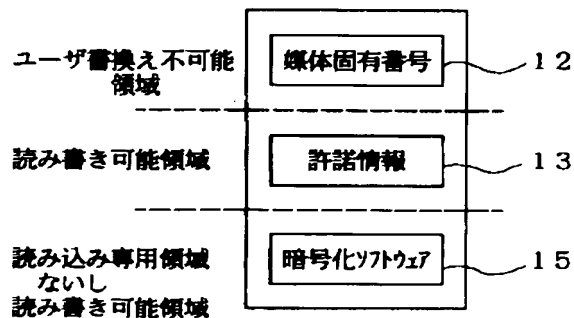 ユーザ書換え不可能
領域
媒体固有番号
12
読み書き可能領域
許諾情報
13
読み込み専用領域
ないし
読み書き可能領域
暗号化ソフトウェア
15